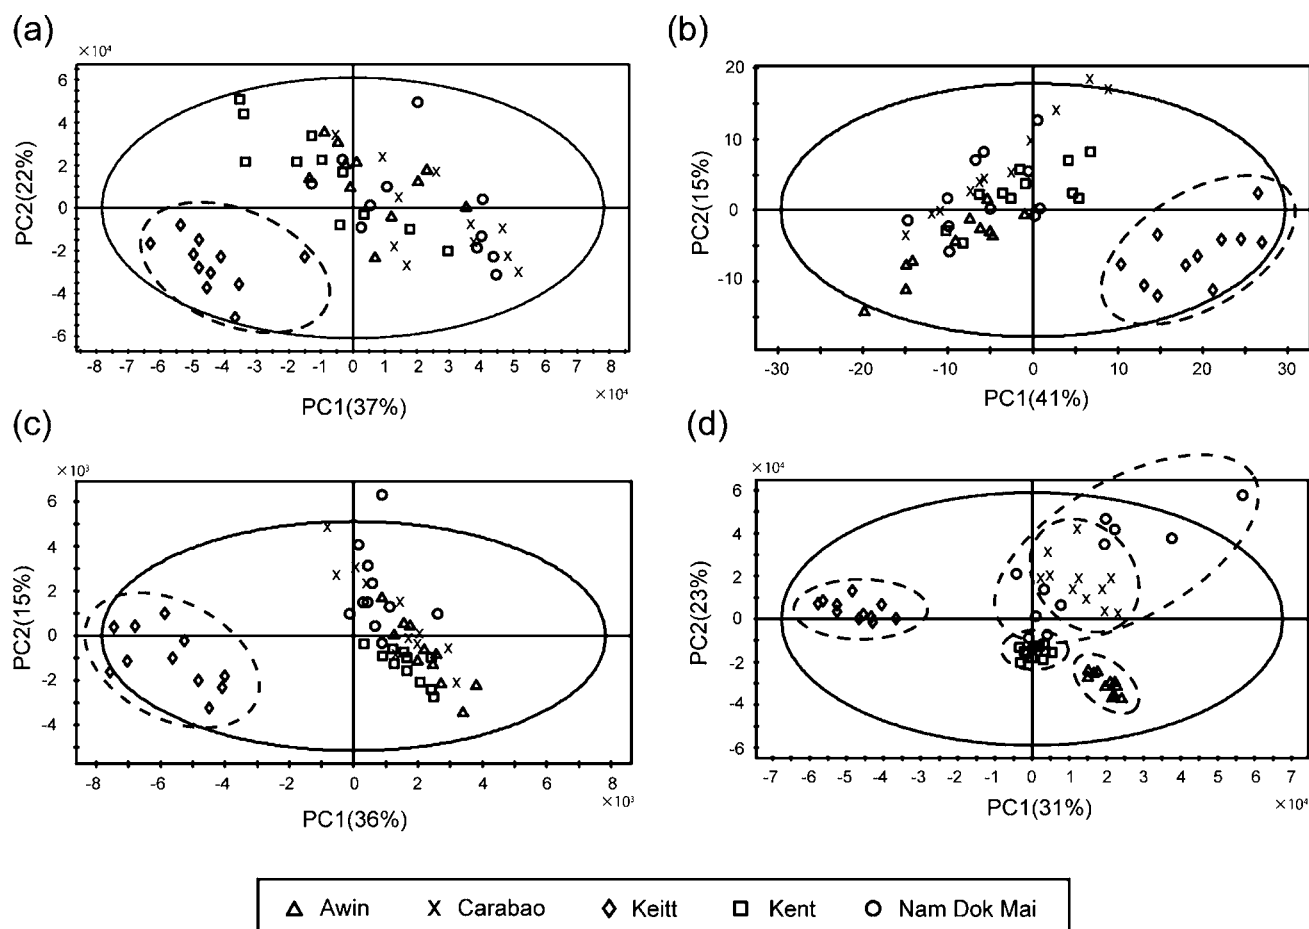 (a)
×10⁴
6
4
2
0
-2
-4
-6
PC2(22%)
-8 -7 -6 -5 -4 -3 -2 -1 0 1 2 3 4 5 6 7 8
×10⁴
PC1(37%)
(b)
20
10
0
-10
PC2(15%)
-30 -20 -10 0 10 20 30
PC1(41%)
(c)
×10³
6
4
2
0
-2
-4
PC2(15%)
-8 -6 -4 -2 0 2 4 6 8
×10³
PC1(36%)
(d)
×10⁴
6
4
2
0
-2
-4
-6
PC2(23%)
-7 -6 -5 -4 -3 -2 -1 0 1 2 3 4 5 6 7
PC1(31%)
×10⁴
Awin Carabao Keitt Kent Nam Dok Mai